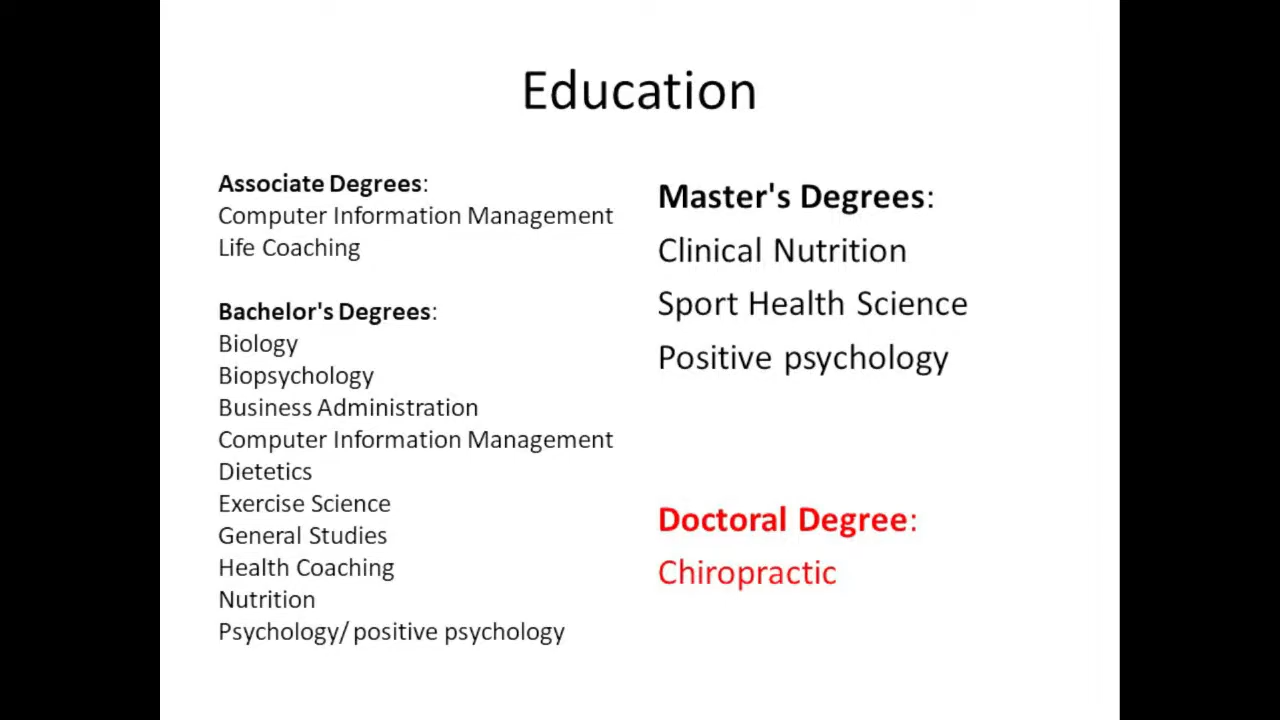 Education
Associate Degrees:
Computer Information Management
Life Coaching
Bachelor's Degrees:
Biology
Biopsychology
Business Administration
Computer Information Management
Dietetics
Exercise Science
General Studies
Health Coaching
Nutrition
Psychology/ positive psychology
Master's Degrees:
Clinical Nutrition
Sport Health Science
Positive psychology
Doctoral Degree:
Chiropractic